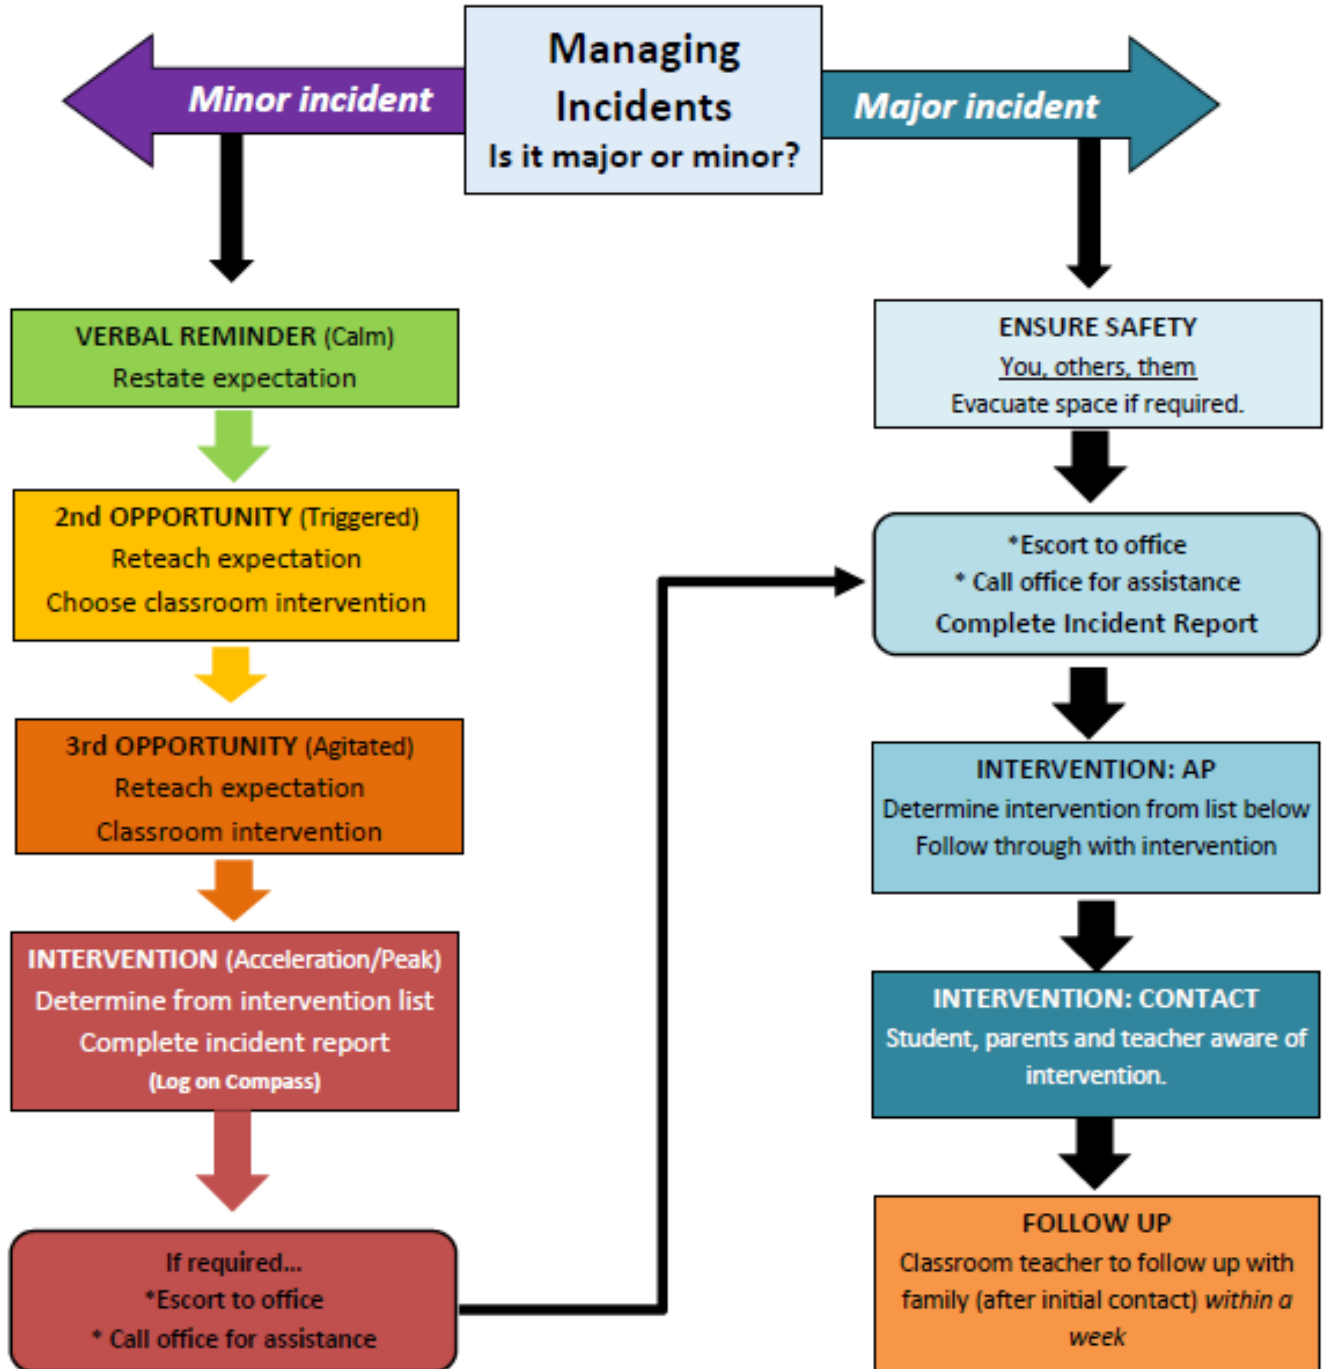 Managing
Incidents
Is it major or minor?
Minor incident
Major incident
VERBAL REMINDER (Calm)
Restate expectation
2nd OPPORTUNITY (Triggered)
Reteach expectation
Choose classroom intervention
3rd OPPORTUNITY (Agitated)
Reteach expectation
Classroom intervention
INTERVENTION (Acceleration/Peak)
Determine from intervention list
Complete incident report
(Log on Compass)
If required...
*Escort to office
* Call office for assistance
ENSURE SAFETY
You, others, them
Evacuate space if required.
*Escort to office
* Call office for assistance
Complete Incident Report
INTERVENTION: AP
Determine intervention from list below
Follow through with intervention
INTERVENTION: CONTACT
Student, parents and teacher aware of
intervention.
FOLLOW UP
Classroom teacher to follow up with
family (after initial contact) within a
week